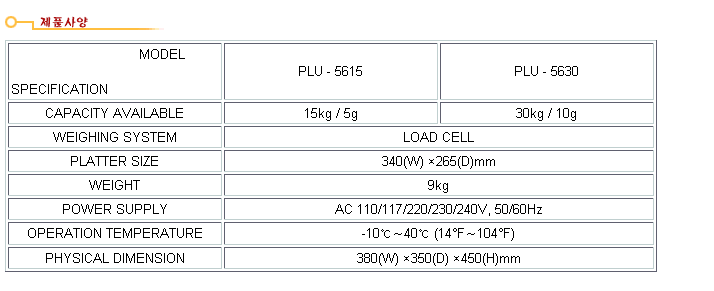 제품사양
MODEL
SPECIFICATION
PLU - 5615
PLU - 5630
CAPACITY AVAILABLE
15kg / 5g
30kg / 10g
WEIGHING SYSTEM
LOAD CELL
PLATTER SIZE
340(W) ×265(D)mm
WEIGHT
9kg
POWER SUPPLY
AC 110/117/220/230/240V, 50/60Hz
OPERATION TEMPERATURE
-10℃~40℃ (14°F~104°F)
PHYSICAL DIMENSION
380(W) ×350(D) ×450(H)mm